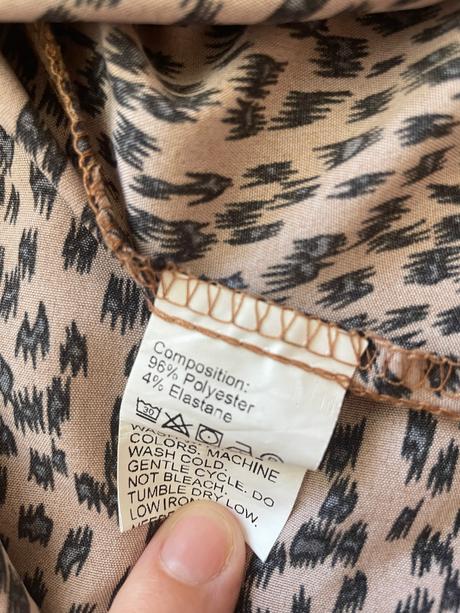 Composition:
96% Polyester
4% Elastane
30
COLORS. MACHINE
WASH COLD.
GENTLE CYCLE. DO
NOT BLEACH.
TUMBLE DRY LOW.
LOW IRON